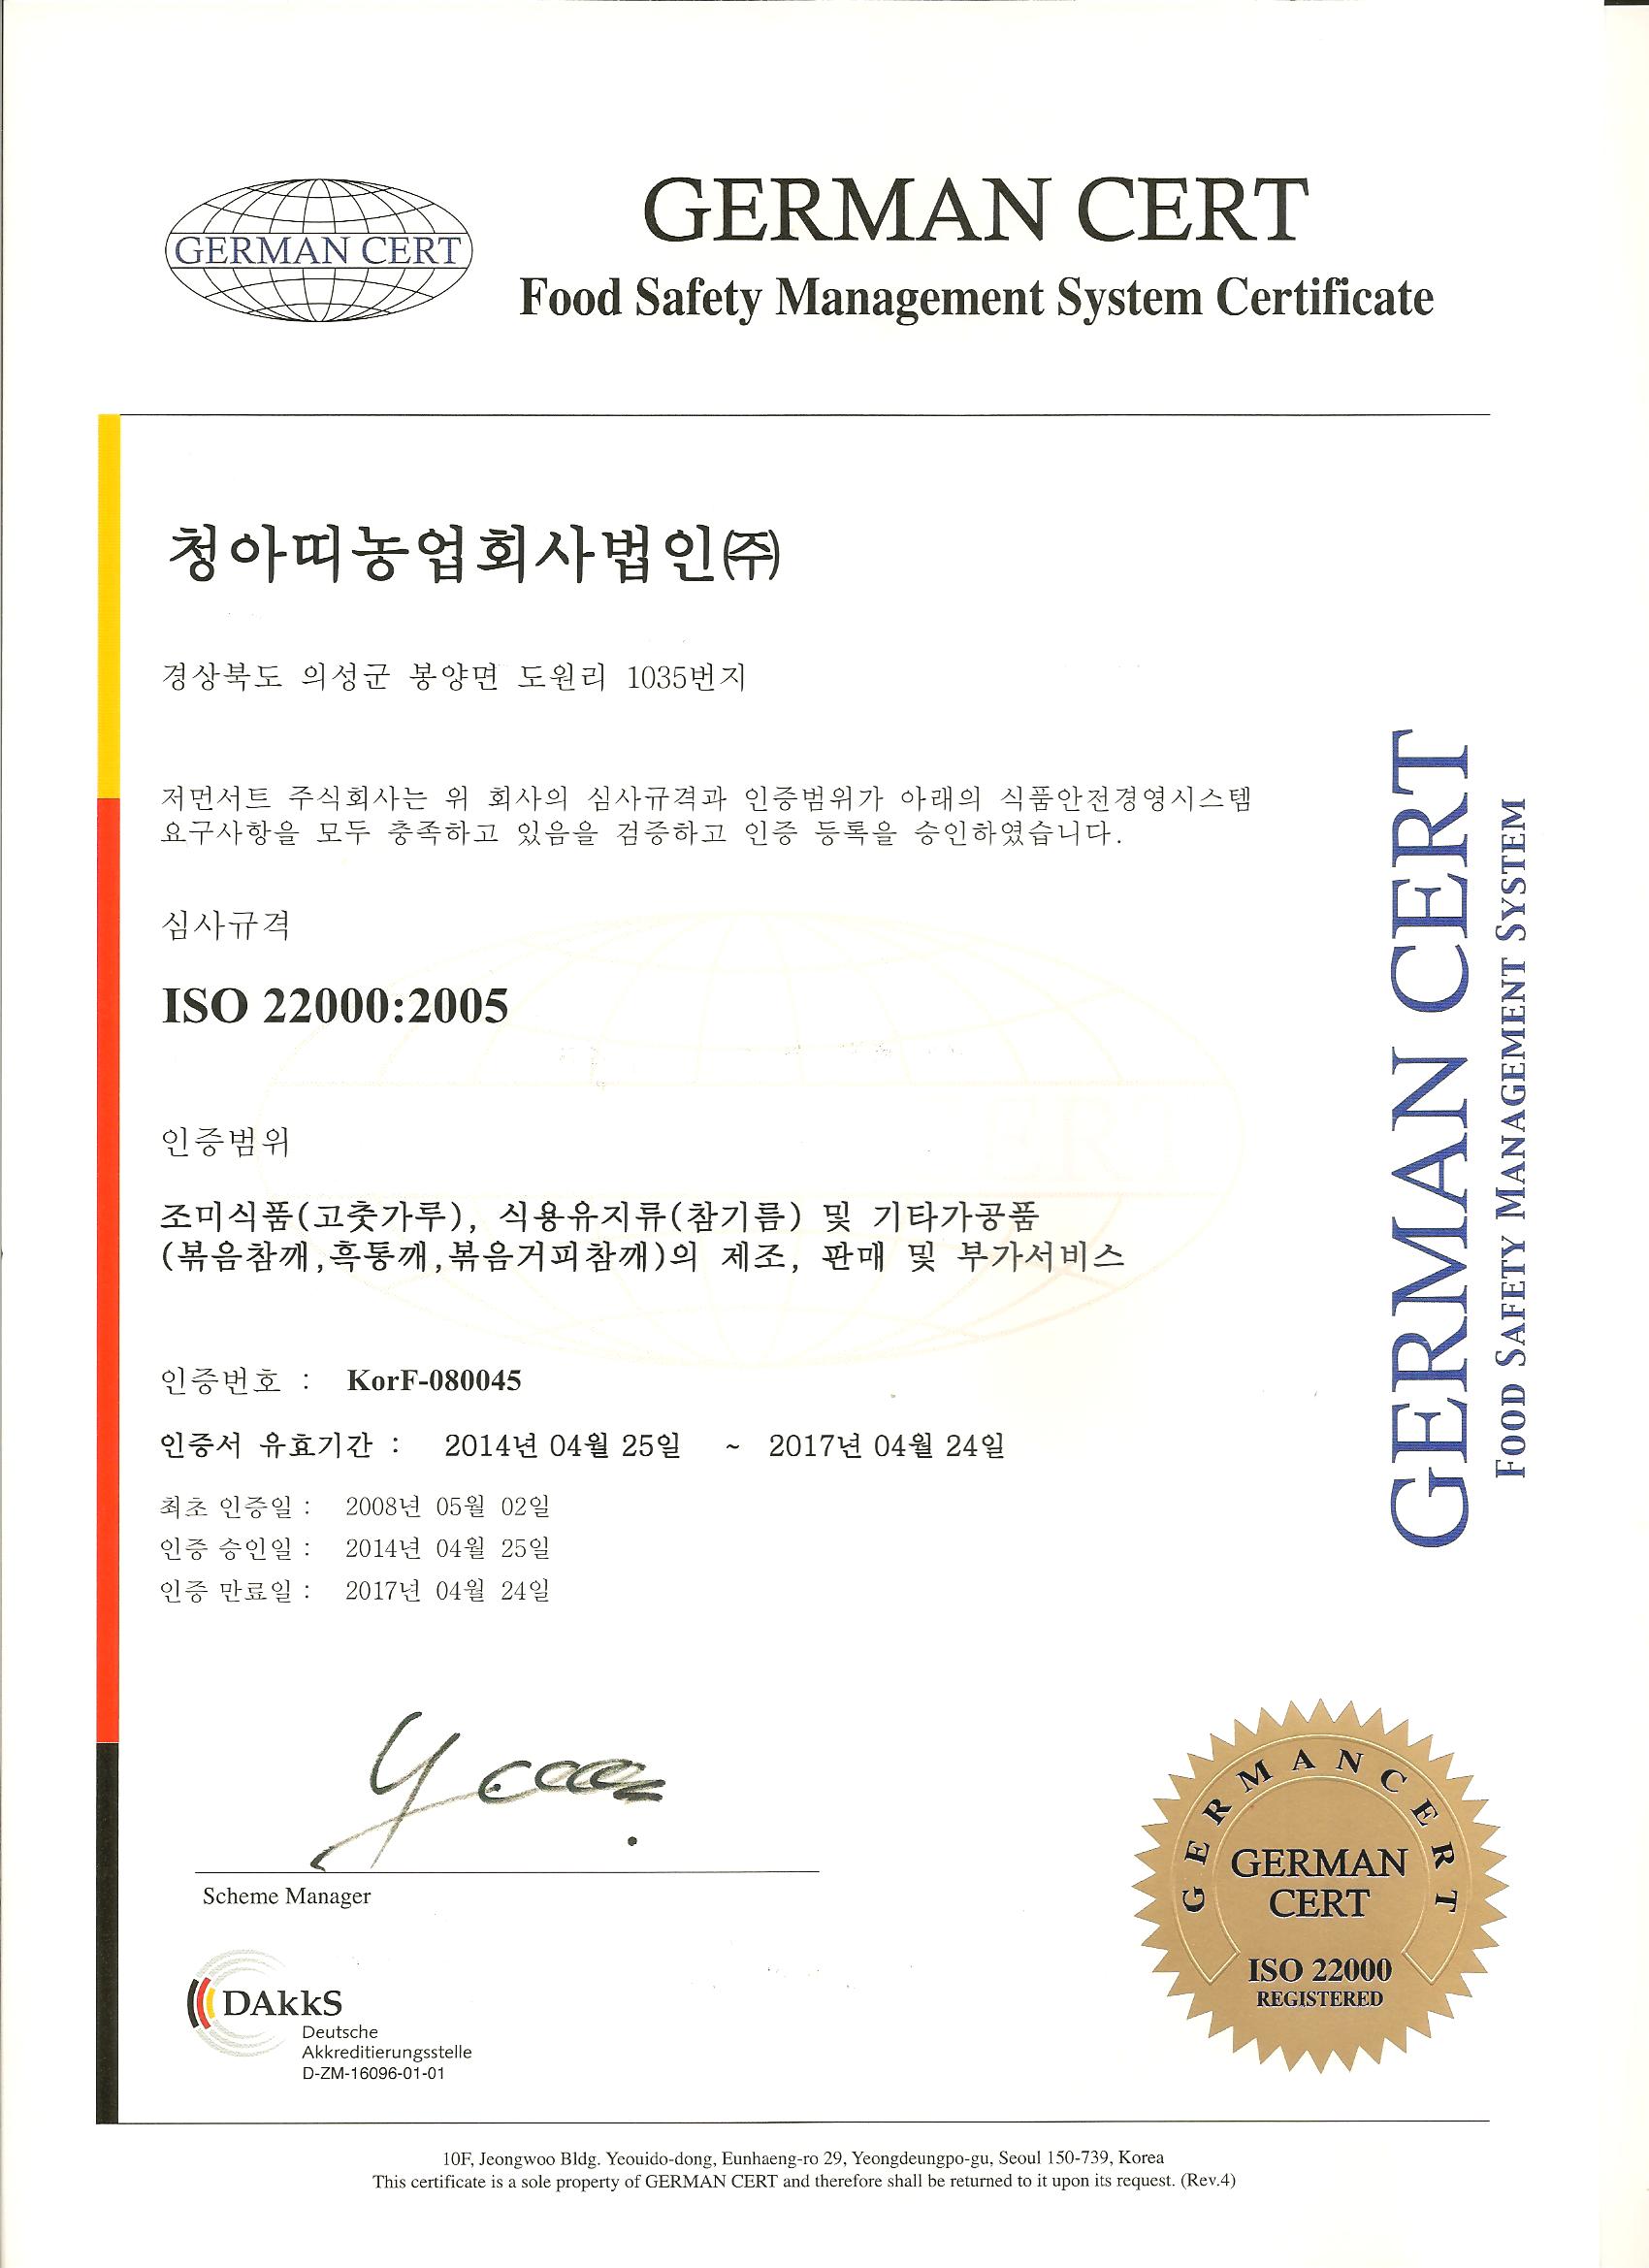 GERMAN CERT
GERMAN CERT
Food Safety Management System Certificate
청아띠농업회사법인㈜
경상북도 의성군 봉양면 도원리 1035번지
저먼서트 주식회사는 위 회사의 심사규격과 인증범위가 아래의 식품안전경영시스템
요구사항을 모두 충족하고 있음을 검증하고 인증 등록을 승인하였습니다.
심사규격
ISO 22000:2005
인증범위
조미식품(고춧가루), 식용유지류(참기름) 및 기타가공품
(볶음참깨,흑통깨,볶음거피참깨)의 제조, 판매 및 부가서비스
인증번호 : KorF-080045
인증서 유효기간 : 2014년 04월 25일 ~ 2017년 04월 24일
최초 인증일 : 2008년 05월 02일
인증 승인일 : 2014년 04월 25일
인증 만료일 : 2017년 04월 24일
Scheme Manager
DAkkS
Deutsche
Akkreditierungsstelle
D-ZM-16096-01-01
GERMAN CERT
FOOD SAFETY MANAGEMENT SYSTEM
GERMANCERT
GERMAN
CERT
ISO 22000
REGISTERED
10F, Jeongwoo Bldg. Yeouido-dong, Eunhaeng-ro 29, Yeongdeungpo-gu, Seoul 150-739, Korea
This certificate is a sole property of GERMAN CERT and therefore shall be returned to it upon its request. (Rev.4)